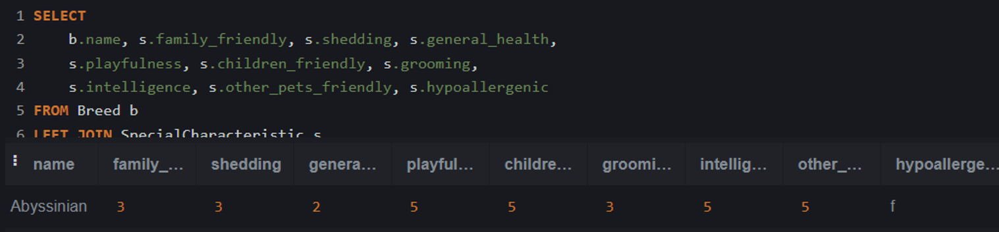 1 SELECT
2 b.name, s.family_friendly, s.shedding, s.general_health,
3 s.playfulness, s.children_friendly, s.grooming,
4 s.intelligence, s.other_pets_friendly, s.hypoallergenic
5 FROM Breed b
6 LEFT JOIN SpecialCharacteristic s
name family_... shedding genera... playful... childre... groomi... intellig... other_... hypoallerge...
Abyssinian 3 3 2 5 5 3 5 5 f